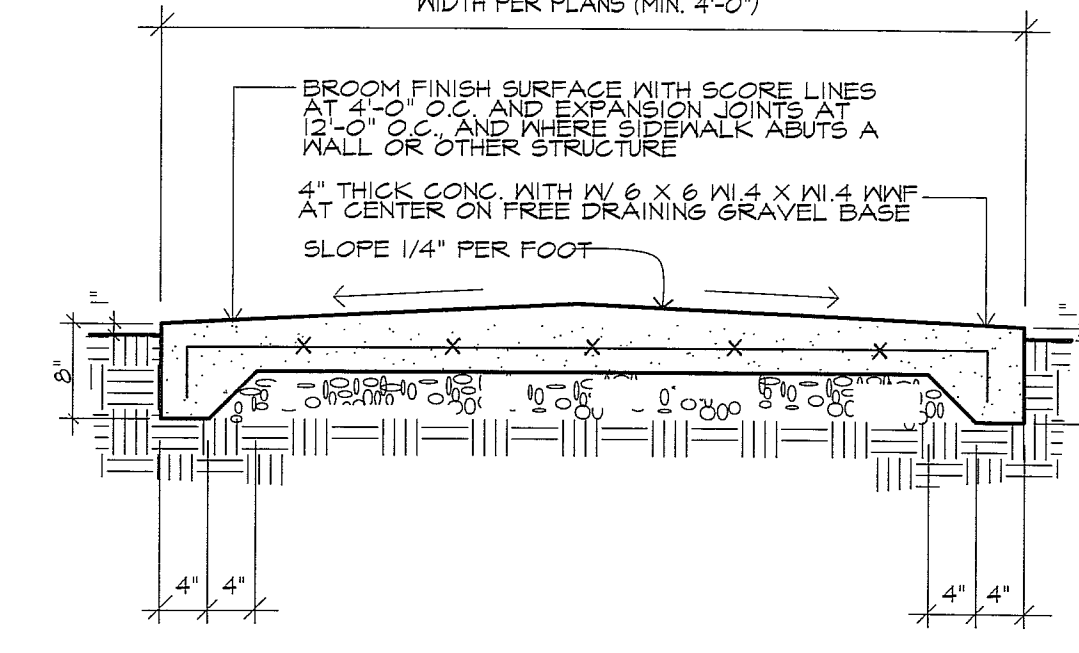 WIDTH PER PLANS (MIN. 4'-0")
BROOM FINISH SURFACE WITH SCORE LINES
AT 4'-0" O.C. AND EXPANSION JOINTS AT
12'-0" O.C., AND WHERE SIDEWALK ABUTS A
WALL OR OTHER STRUCTURE
4" THICK CONC. WITH W/ 6 X 6 W1.4 X W1.4 WWF
AT CENTER ON FREE DRAINING GRAVEL BASE
SLOPE 1/4" PER FOOT
8"
4"
4"
4"
4"